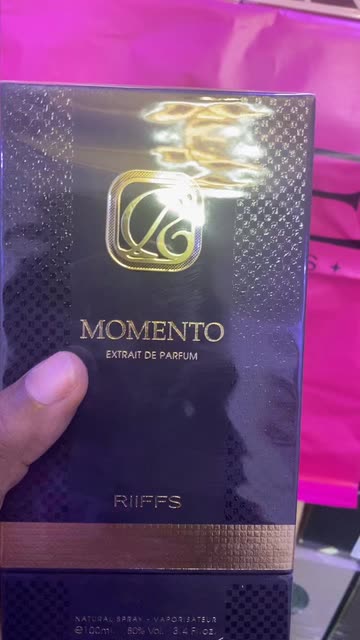 MOMENTO
EXTRAIT DE PARFUM
RIIFFS
NATURAL SPRAY - VAPORISATEUR
℮100ml 80% Vol. 3.4 Fl.oz.